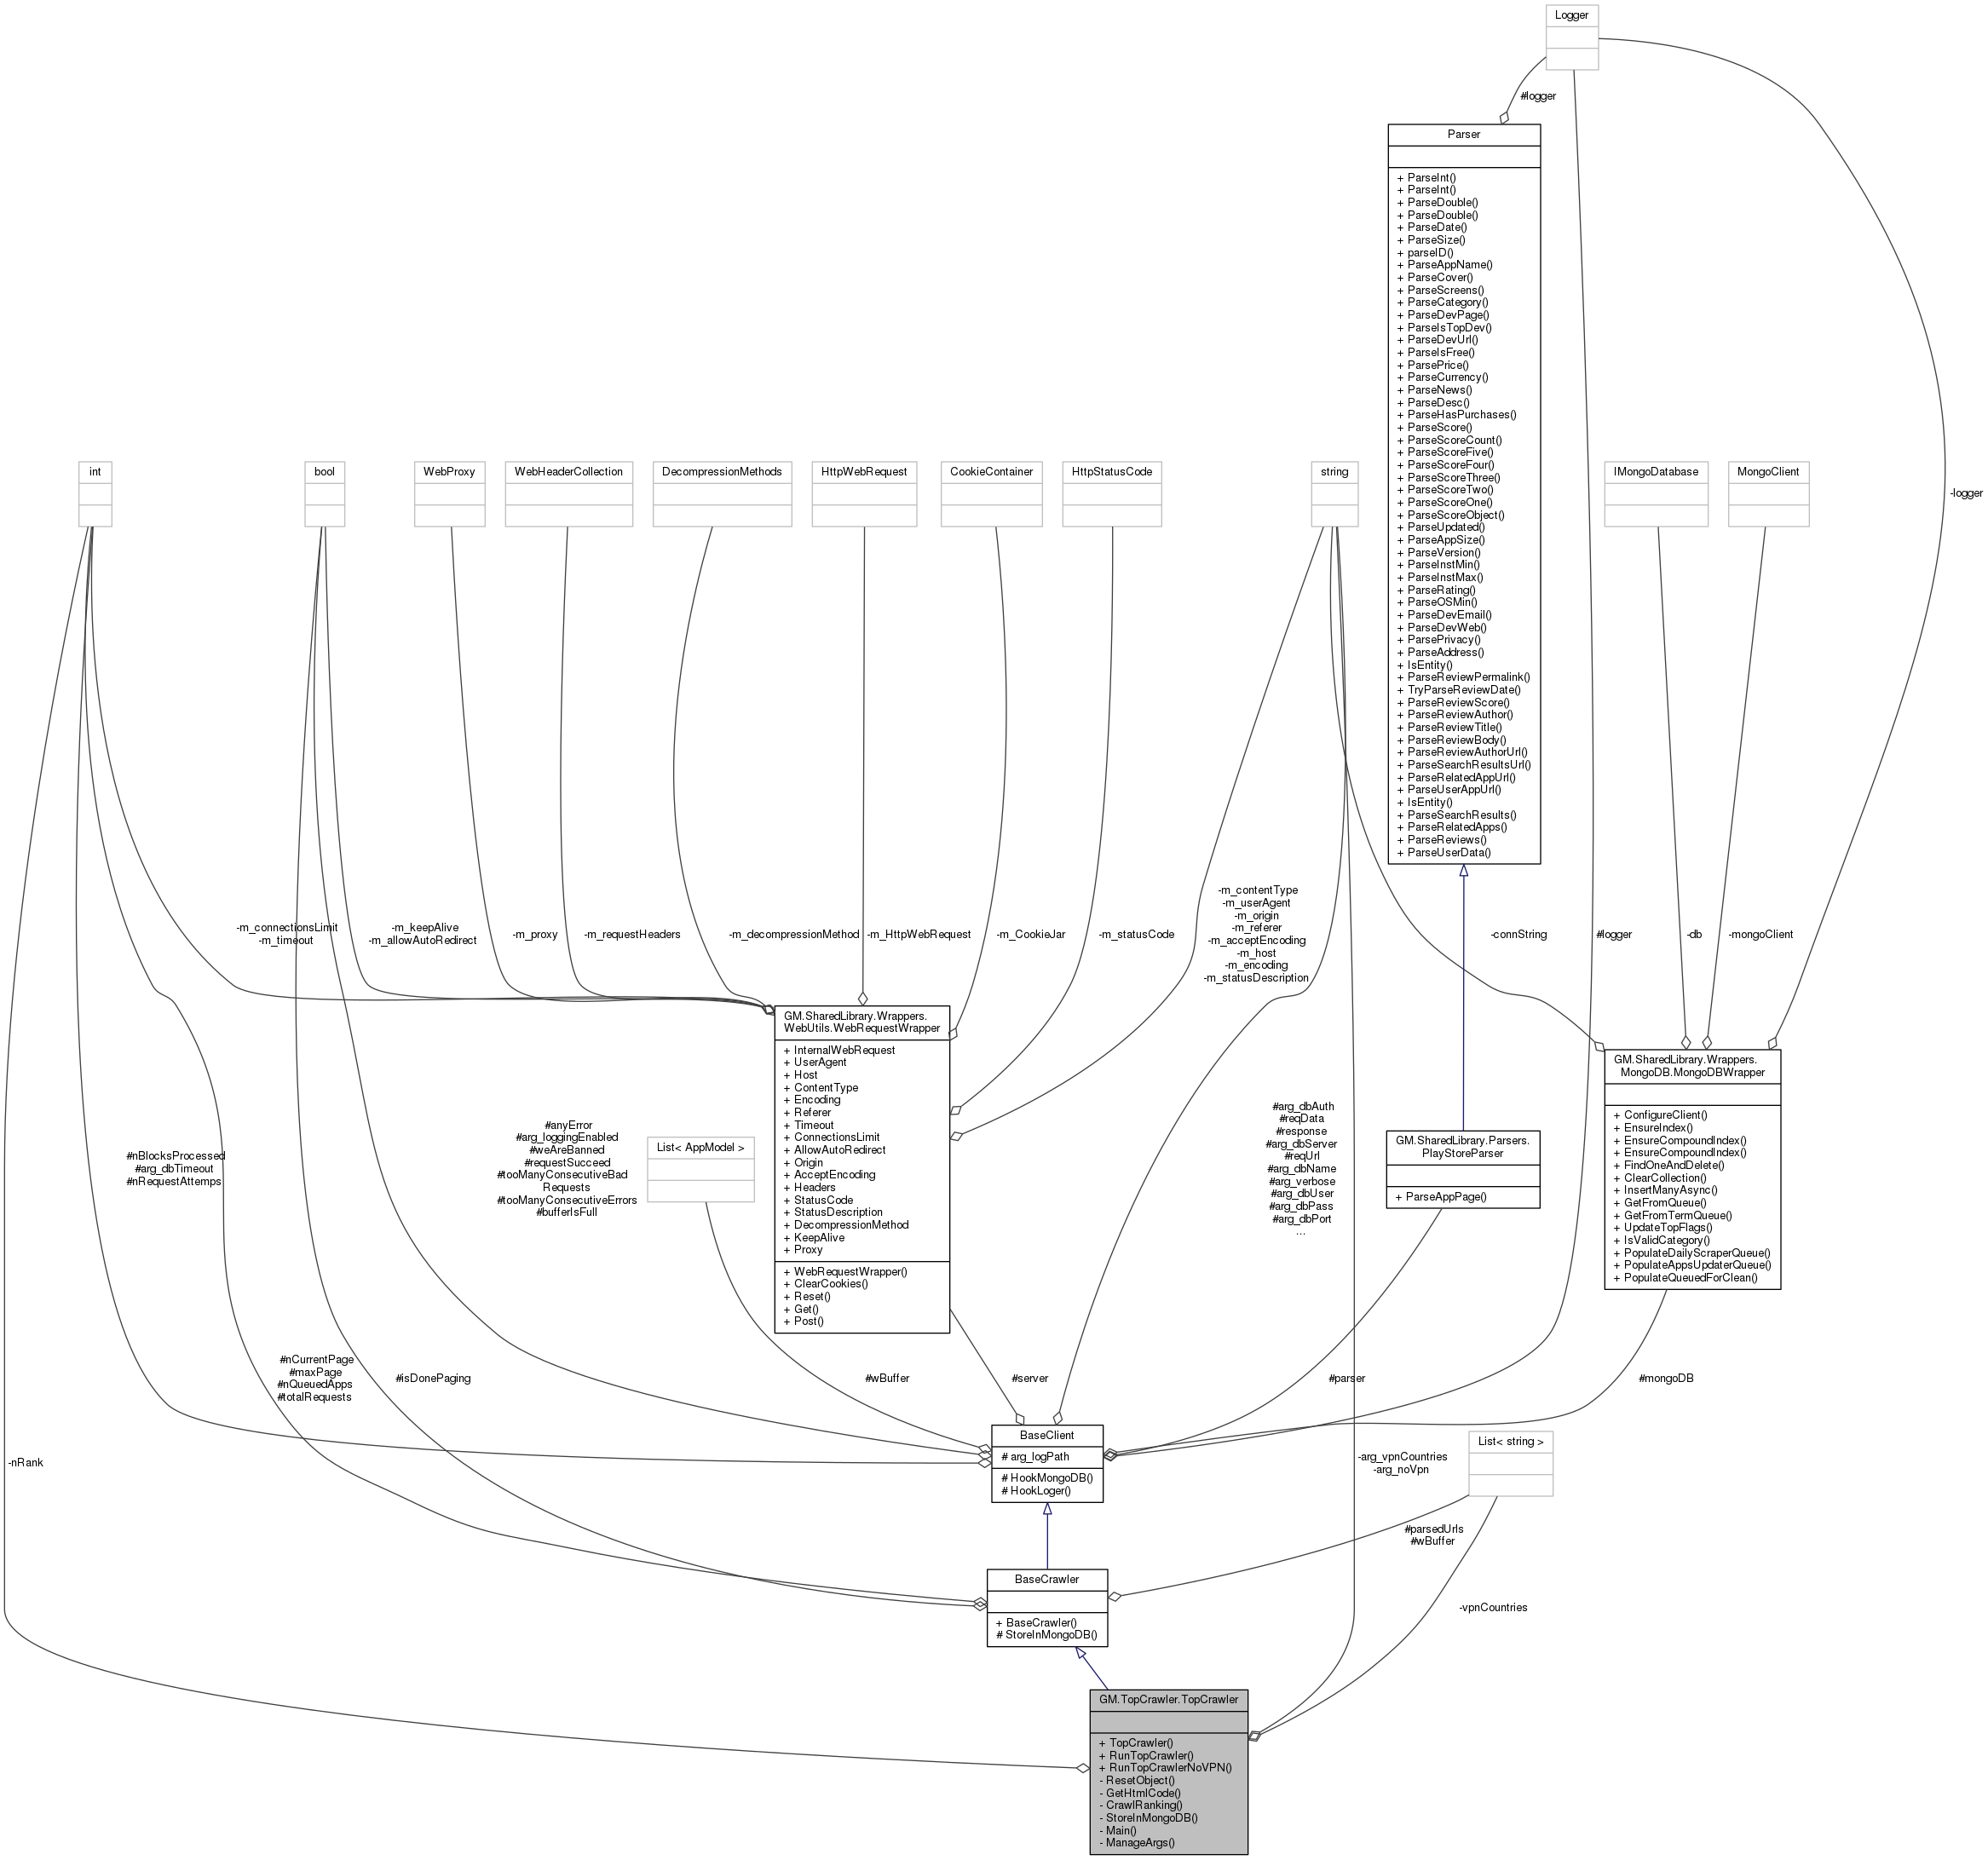 Logger
#logger
Parser
+ ParseInt()
+ ParseInt()
+ ParseDouble()
+ ParseDouble()
+ ParseDate()
+ ParseSize()
+ parseID()
+ ParseAppName()
+ ParseCover()
+ ParseScreens()
+ ParseCategory()
+ ParseDevPage()
+ ParseIsTopDev()
+ ParseDevUrl()
+ ParseIsFree()
+ ParsePrice()
+ ParseCurrency()
+ ParseNews()
+ ParseDesc()
+ ParseHasPurchases()
+ ParseScore()
+ ParseScoreCount()
+ ParseScoreFive()
+ ParseScoreFour()
+ ParseScoreThree()
+ ParseScoreTwo()
+ ParseScoreOne()
+ ParseScoreObject()
+ ParseUpdated()
+ ParseAppSize()
+ ParseVersion()
+ ParseInstMin()
+ ParseInstMax()
+ ParseRating()
+ ParseOSMin()
+ ParseDevEmail()
+ ParseDevWeb()
+ ParsePrivacy()
+ ParseAddress()
+ IsEntity()
+ ParseReviewPermalink()
+ TryParseReviewDate()
+ ParseReviewScore()
+ ParseReviewAuthor()
+ ParseReviewTitle()
+ ParseReviewBody()
+ ParseReviewAuthorUrl()
+ ParseSearchResultsUrl()
+ ParseRelatedAppUrl()
+ ParseUserAppUrl()
+ IsEntity()
+ ParseSearchResults()
+ ParseRelatedApps()
+ ParseReviews()
+ ParseUserData()
int
bool
WebProxy
WebHeaderCollection
DecompressionMethods
HttpWebRequest
CookieContainer
HttpStatusCode
string
IMongoDatabase
MongoClient
-logger
-m_connectionsLimit
-m_timeout
-m_keepAlive
-m_allowAutoRedirect
-m_proxy
-m_requestHeaders
-m_decompressionMethod
-m_HttpWebRequest
-m_CookieJar
-m_statusCode
-m_contentType
-m_userAgent
-m_origin
-m_referer
-m_acceptEncoding
-m_host
-m_encoding
-m_statusDescription
-connString
#logger
-db
-mongoClient
GM.SharedLibrary.Wrappers.
WebUtils.WebRequestWrapper
+ InternalWebRequest
+ UserAgent
+ Host
+ ContentType
+ Encoding
+ Referer
+ Timeout
+ ConnectionsLimit
+ AllowAutoRedirect
+ Origin
+ AcceptEncoding
+ Headers
+ StatusCode
+ StatusDescription
+ DecompressionMethod
+ KeepAlive
+ Proxy
+ WebRequestWrapper()
+ ClearCookies()
+ Reset()
+ Get()
+ Post()
GM.SharedLibrary.Wrappers.
MongoDB.MongoDBWrapper
+ ConfigureClient()
+ EnsureIndex()
+ EnsureCompoundIndex()
+ EnsureCompoundIndex()
+ FindOneAndDelete()
+ ClearCollection()
+ InsertManyAsync()
+ GetFromQueue()
+ GetFromTermQueue()
+ UpdateTopFlags()
+ IsValidCategory()
+ PopulateDailyScraperQueue()
+ PopulateAppsUpdaterQueue()
+ PopulateQueuedForClean()
GM.SharedLibrary.Parsers.
PlayStoreParser
+ ParseAppPage()
#nBlocksProcessed
#arg_dbTimeout
#nRequestAttemps
#anyError
#arg_loggingEnabled
#weAreBanned
#requestSucceed
#tooManyConsecutiveBad
Requests
#tooManyConsecutiveErrors
#bufferIsFull
List< AppModel >
#arg_dbAuth
#reqData
#response
#arg_dbServer
#reqUrl
#arg_dbName
#arg_verbose
#arg_dbUser
#arg_dbPass
#arg_dbPort
...
#nCurrentPage
#maxPage
#nQueuedApps
#totalRequests
#isDonePaging
#wBuffer
#server
#parser
#mongoDB
BaseClient
# arg_logPath
# HookMongoDB()
# HookLoger()
List< string >
-nRank
-arg_vpnCountries
-arg_noVpn
#parsedUrls
#wBuffer
BaseCrawler
+ BaseCrawler()
# StoreInMongoDB()
-vpnCountries
GM.TopCrawler.TopCrawler
+ TopCrawler()
+ RunTopCrawler()
+ RunTopCrawlerNoVPN()
- ResetObject()
- GetHtmlCode()
- CrawlRanking()
- StoreInMongoDB()
- Main()
- ManageArgs()